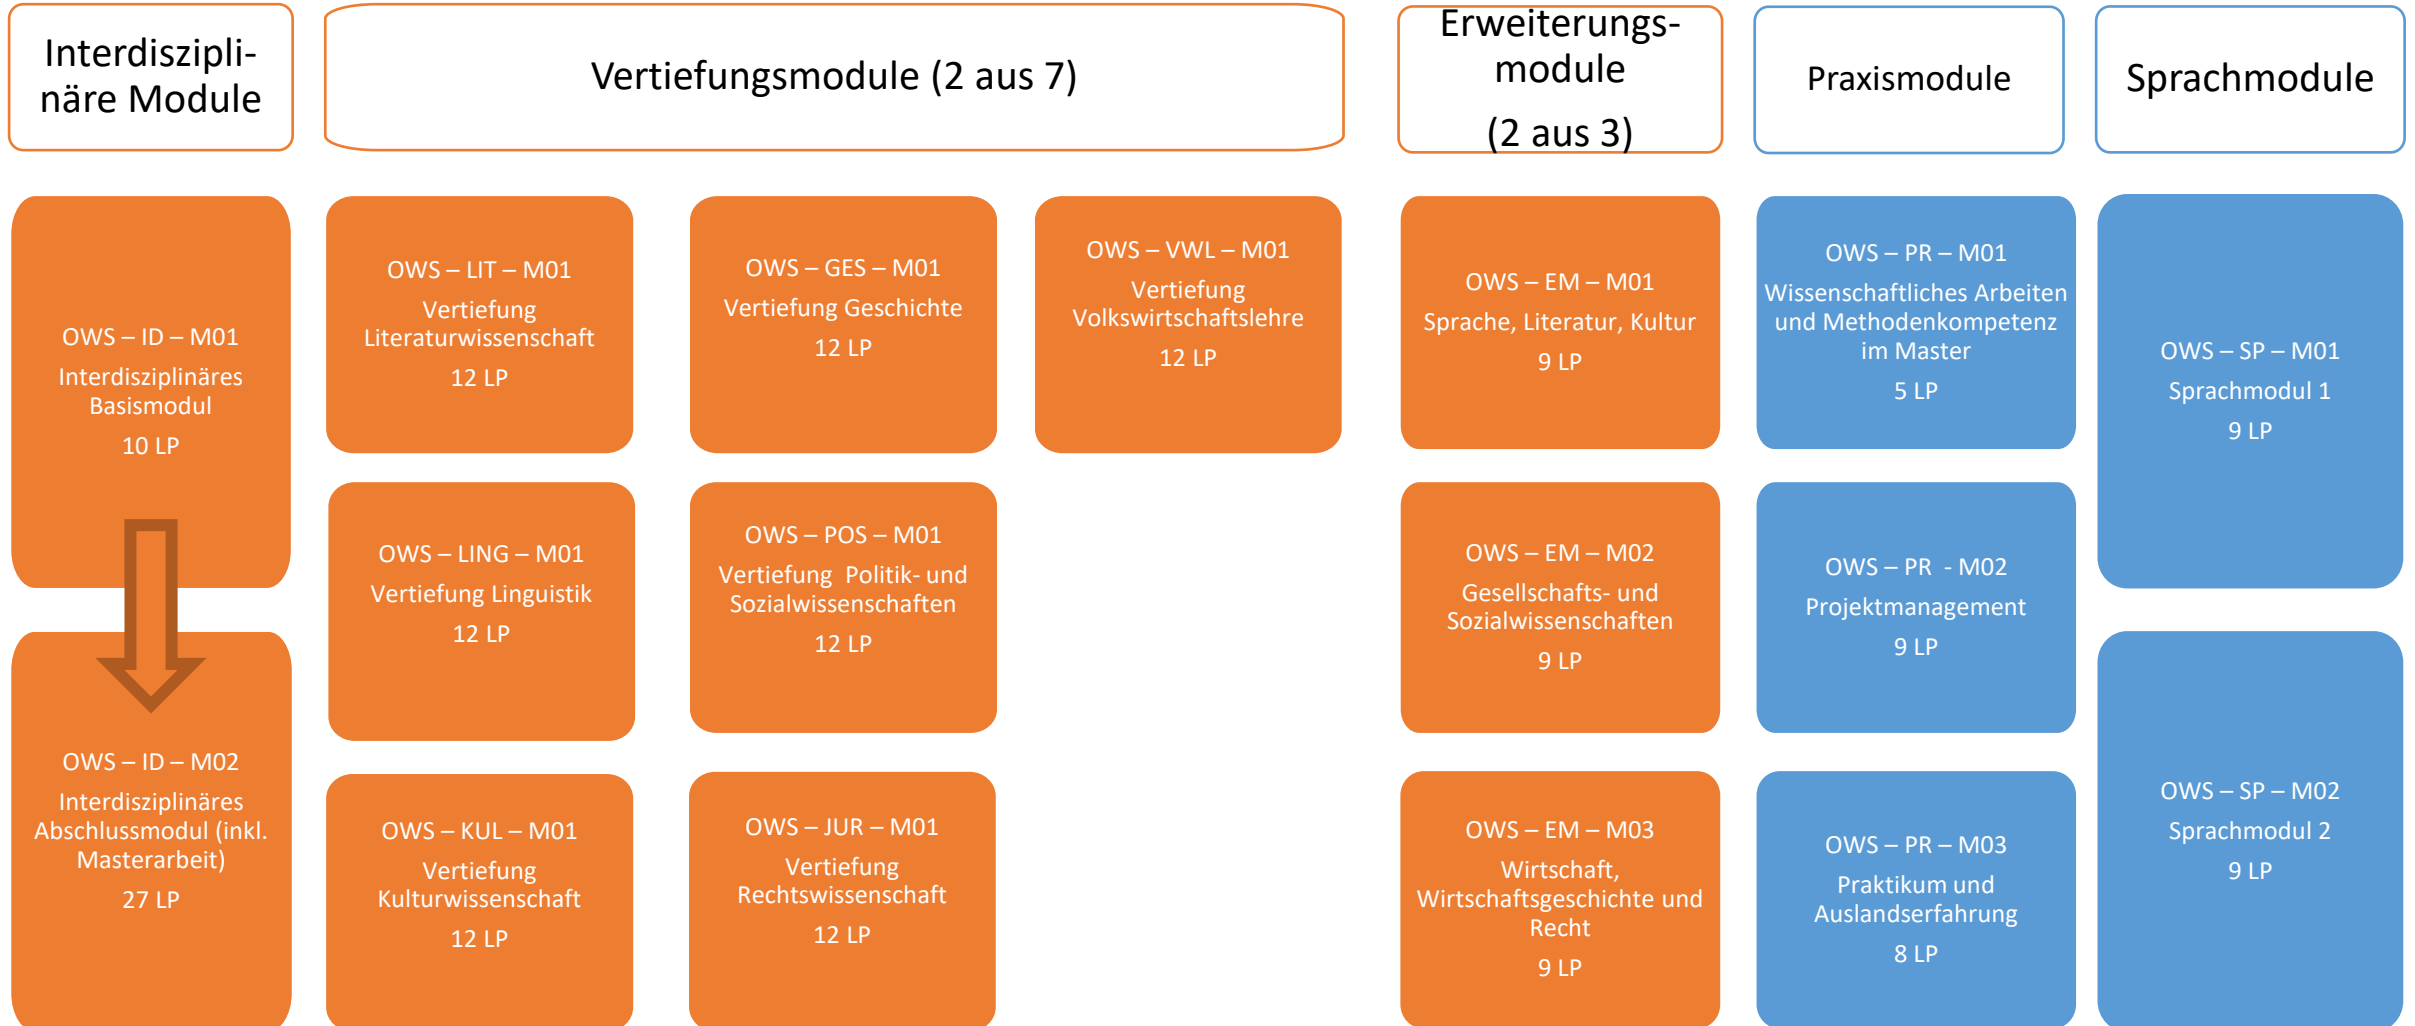 Interdiszipli-
näre Module
Vertiefungsmodule (2 aus 7)
Erweiterungs-
module
(2 aus 3)
Praxismodule
Sprachmodule
OWS – ID – M01
Interdisziplinäres
Basismodul
10 LP
OWS – ID – M02
Interdisziplinäres
Abschlussmodul (inkl.
Masterarbeit)
27 LP
OWS – LIT – M01
Vertiefung
Literaturwissenschaft
12 LP
OWS – LING – M01
Vertiefung Linguistik
12 LP
OWS – KUL – M01
Vertiefung
Kulturwissenschaft
12 LP
OWS – GES – M01
Vertiefung Geschichte
12 LP
OWS – POS – M01
Vertiefung  Politik- und
Sozialwissenschaften
12 LP
OWS – JUR – M01
Vertiefung
Rechtswissenschaft
12 LP
OWS – VWL – M01
Vertiefung
Volkswirtschaftslehre
12 LP
OWS – EM – M01
Sprache, Literatur, Kultur
9 LP
OWS – EM – M02
Gesellschafts- und
Sozialwissenschaften
9 LP
OWS – EM – M03
Wirtschaft,
Wirtschaftsgeschichte und
Recht
9 LP
OWS – PR – M01
Wissenschaftliches Arbeiten
und Methodenkompetenz
im Master
5 LP
OWS – PR  - M02
Projektmanagement
9 LP
OWS – PR – M03
Praktikum und
Auslandserfahrung
8 LP
OWS – SP – M01
Sprachmodul 1
9 LP
OWS – SP – M02
Sprachmodul 2
9 LP